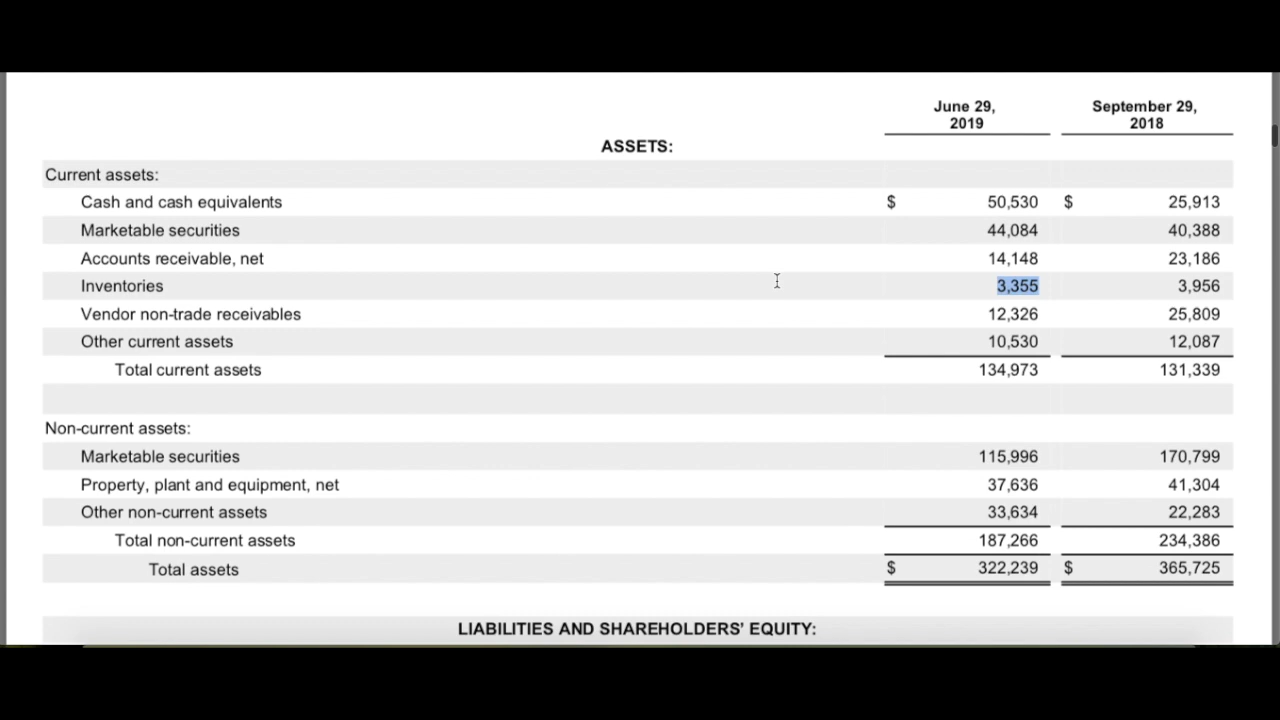 June 29, September 29,
2019 2018
ASSETS:
Current assets:
Cash and cash equivalents $ 50,530 $ 25,913
Marketable securities 44,084 40,388
Accounts receivable, net 14,148 23,186
Inventories 3,355 3,956
Vendor non-trade receivables 12,326 25,809
Other current assets 10,530 12,087
Total current assets 134,973 131,339
Non-current assets:
Marketable securities 115,996 170,799
Property, plant and equipment, net 37,636 41,304
Other non-current assets 33,634 22,283
Total non-current assets 187,266 234,386
Total assets $ 322,239 $ 365,725
LIABILITIES AND SHAREHOLDERS’ EQUITY: